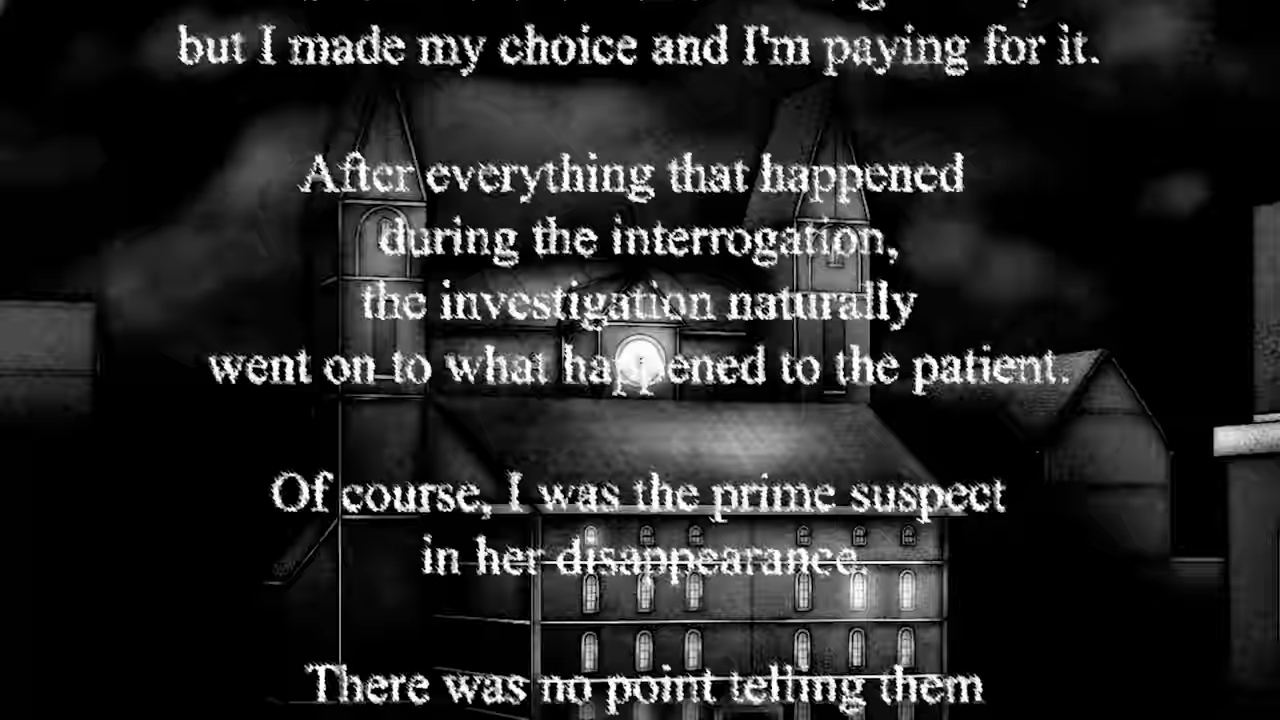 but I made my choice and I'm paying for it.
After everything that happened
during the interrogation,
the investigation naturally
went on to what happened to the patient.
Of course, I was the prime suspect
in her disappearance.
There was no point telling them